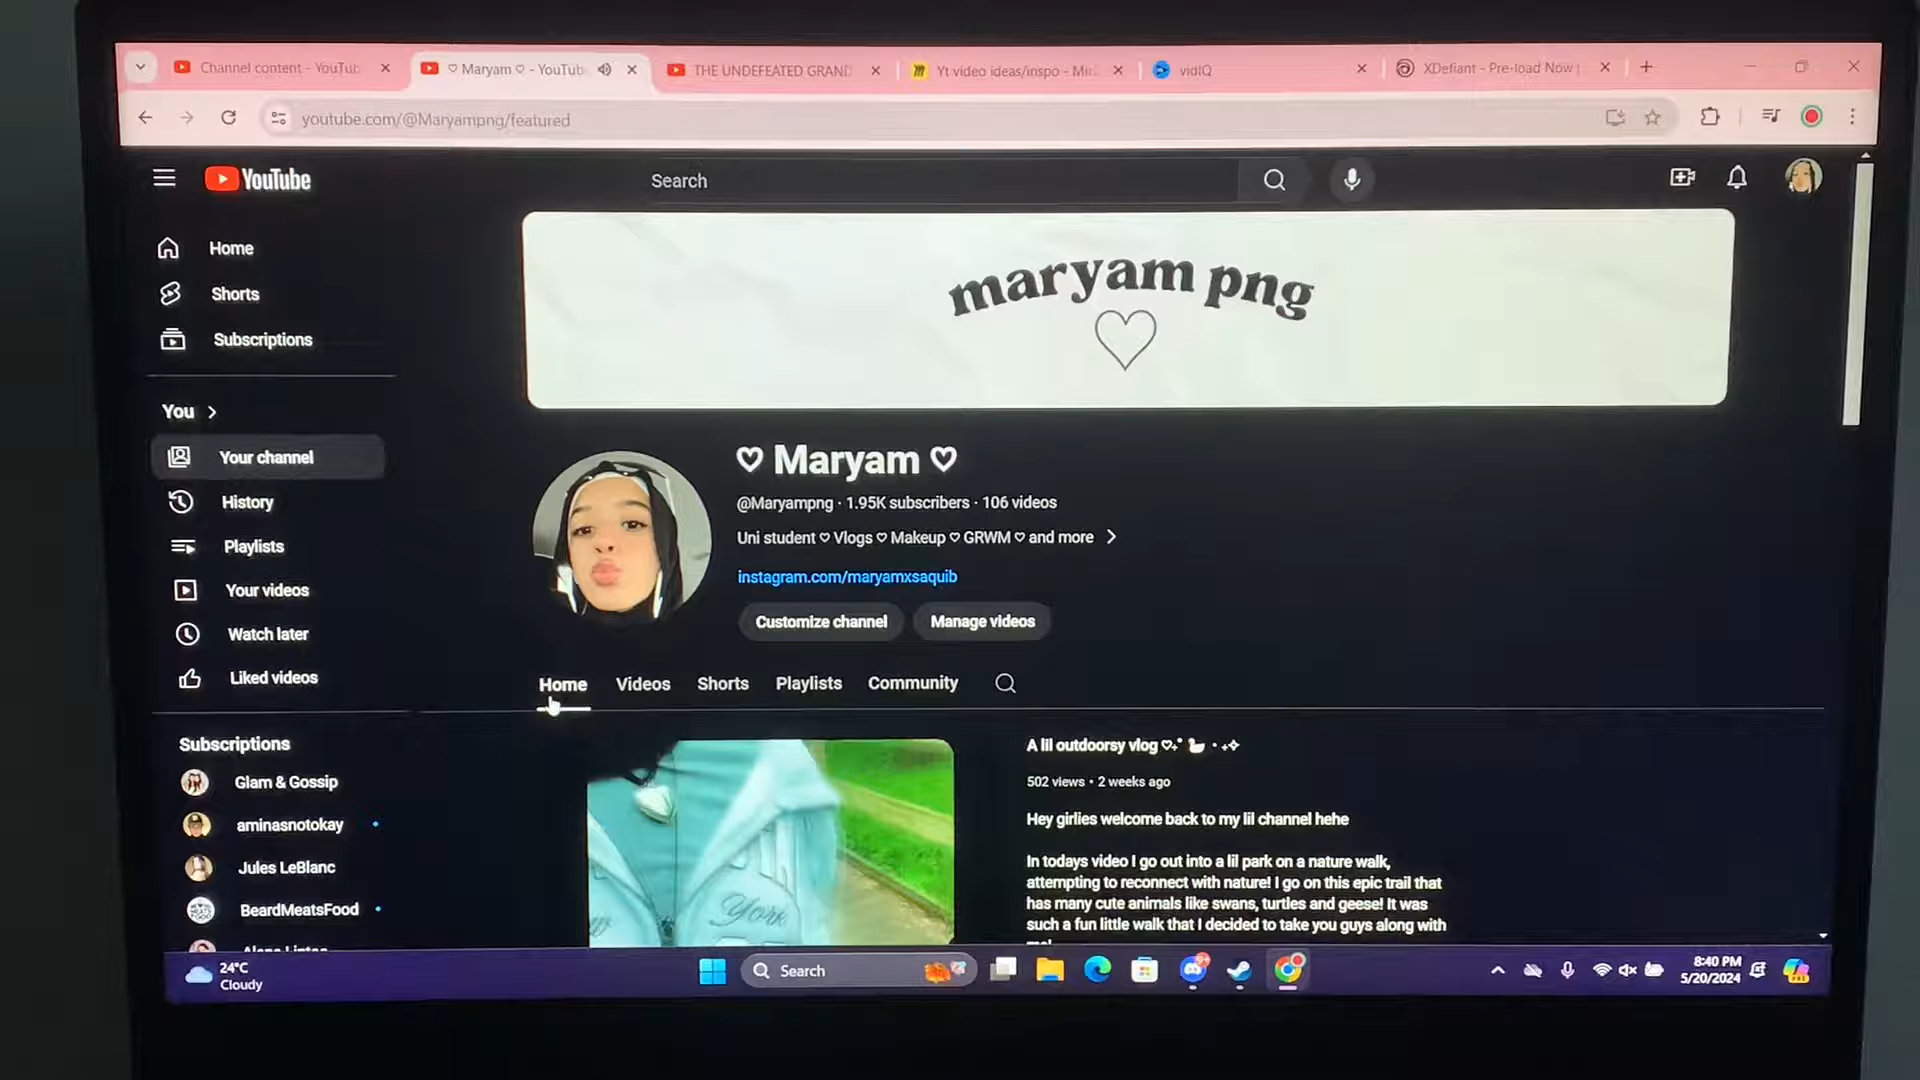 Channel content - YouTub
♡ Maryam ♡ - YouTub
THE UNDEFEATED GRAND
Yt video ideas/inspo -
vidIQ
XDefiant - Pre-load Now |
youtube.com/@Maryampng/featured
YouTube
Search
Home
Shorts
Subscriptions
You
Your channel
History
Playlists
Your videos
Watch later
Liked videos
Subscriptions
Glam & Gossip
aminasnotokay
Jules LeBlanc
BeardMeatsFood
maryam png
♡ Maryam ♡
@Maryampng · 1.95K subscribers · 106 videos
Uni student ♡ Vlogs ♡ Makeup ♡ GRWM ♡ and more
instagram.com/maryamxsaquib
Customize channel
Manage videos
Home
Videos
Shorts
Playlists
Community
York
A lil outdoorsy vlog
502 views • 2 weeks ago
Hey girlies welcome back to my lil channel hehe
In todays video I go out into a lil park on a nature walk,
attempting to reconnect with nature! I go on this epic trail that
has many cute animals like swans, turtles and geese! It was
such a fun little walk that I decided to take you guys along with
24°C
Cloudy
Search
8:40 PM
5/20/2024